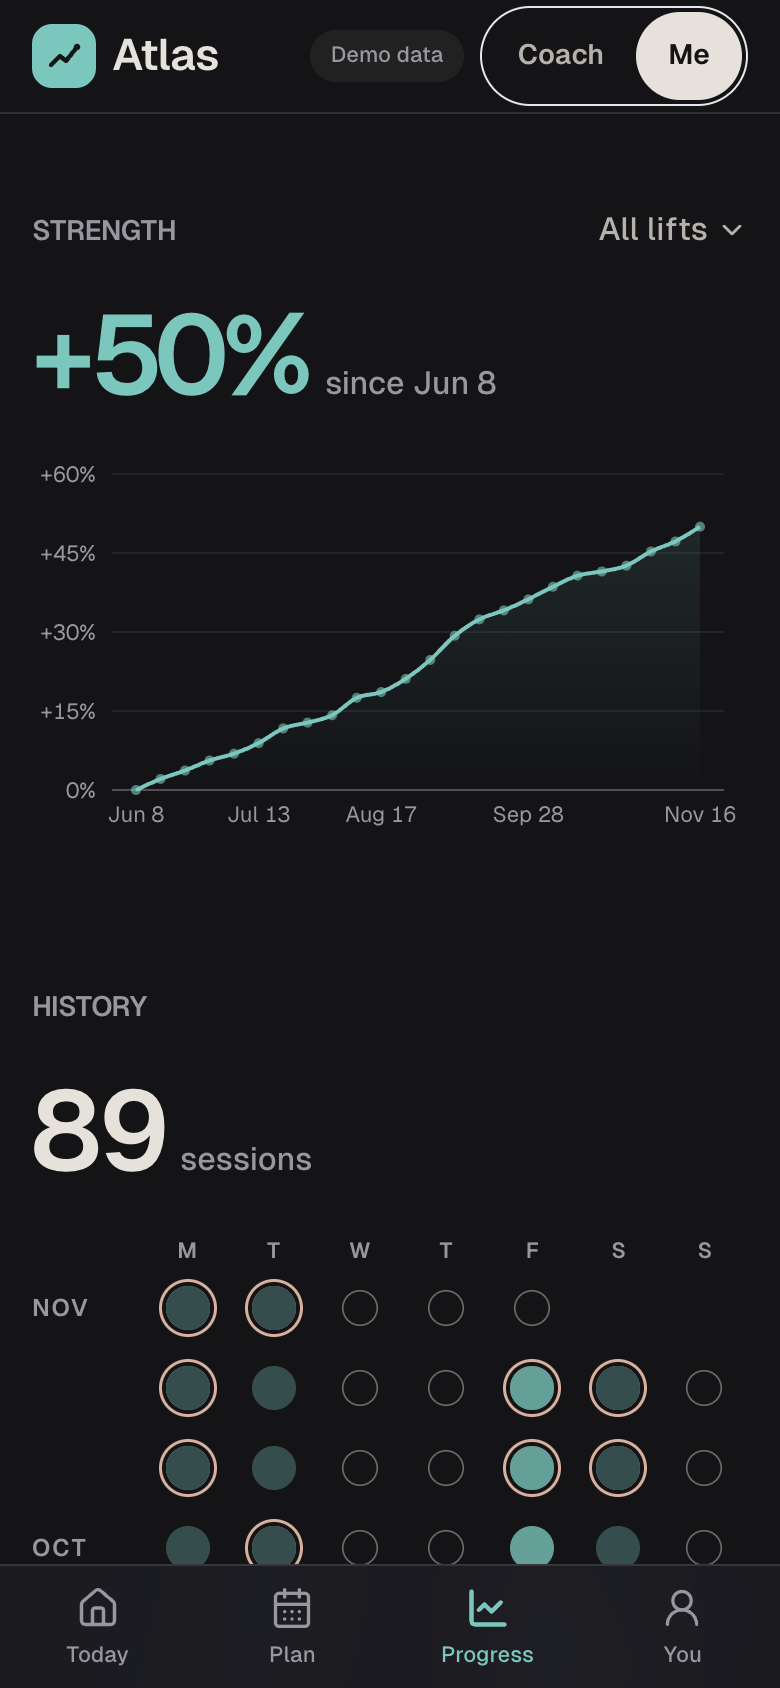 Atlas
Demo data
Coach
Me
STRENGTH
All lifts
+50% since Jun 8
+60%
+45%
+30%
+15%
0%
Jun 8 Jul 13 Aug 17 Sep 28 Nov 16
HISTORY
89 sessions
M T W T F S S
NOV
OCT
Today Plan Progress You